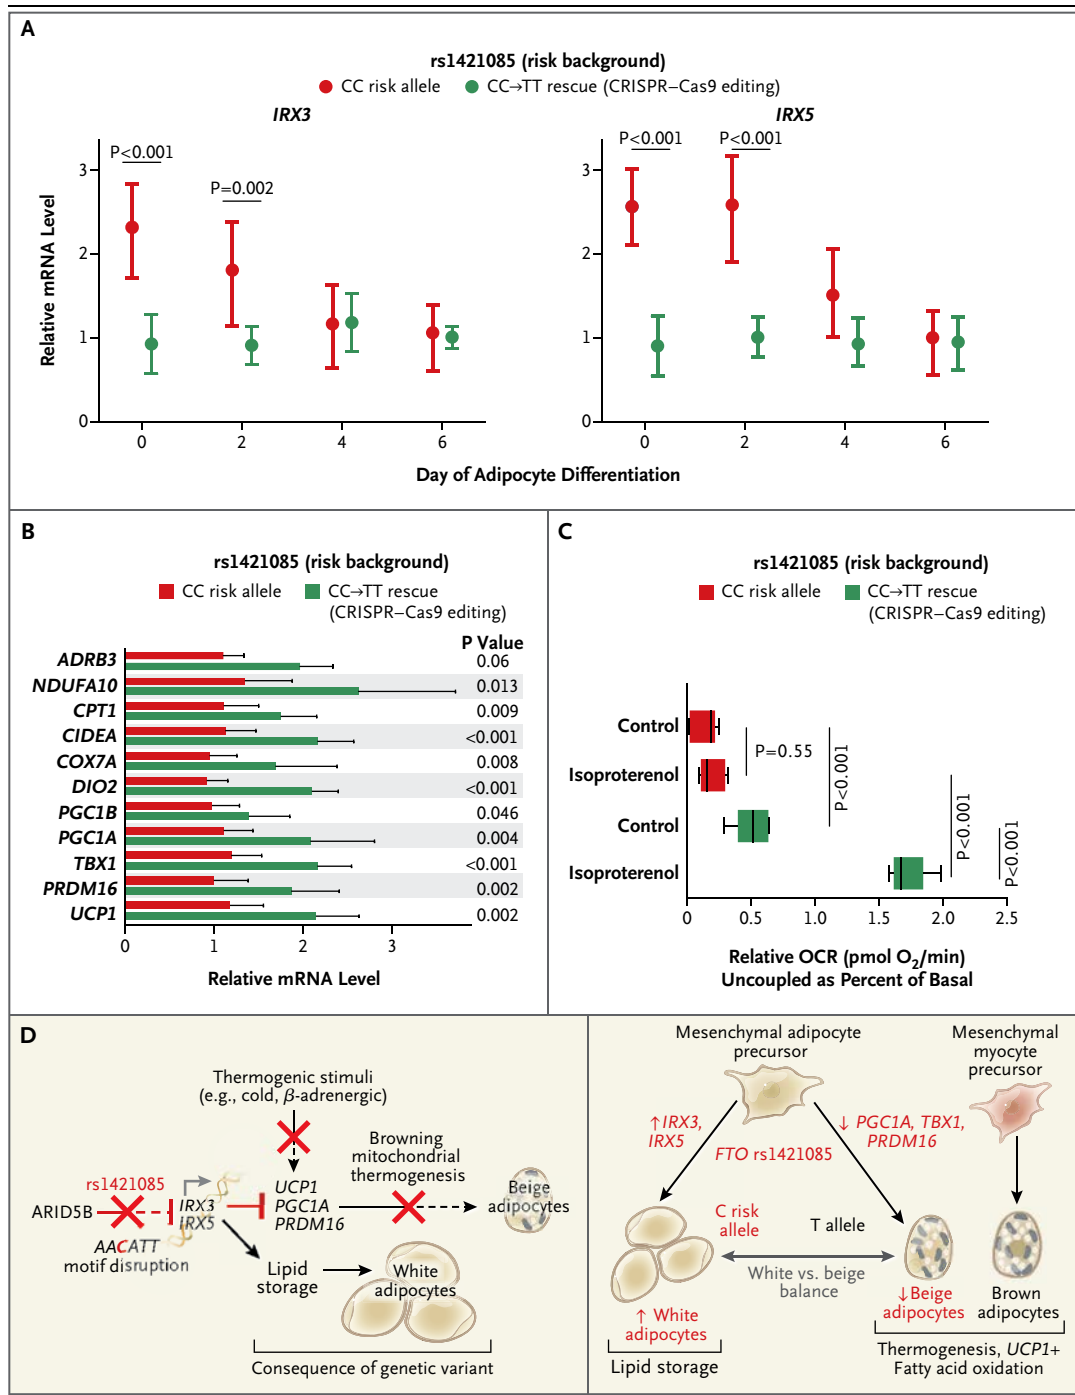 A
rs1421085 (risk background)
CC risk allele
CC→TT rescue (CRISPR–Cas9 editing)
IRX3
IRX5
Relative mRNA Level
3
2
1
0
P<0.001
P=0.002
0
2
4
6
3
2
1
0
P<0.001
P<0.001
0
2
4
6
Day of Adipocyte Differentiation
B
rs1421085 (risk background)
CC risk allele
CC→TT rescue
(CRISPR–Cas9 editing)
P Value
ADRB3 0.06
NDUFA10 0.013
CPT1 0.009
CIDEA <0.001
COX7A 0.008
DIO2 <0.001
PGC1B 0.046
PGC1A 0.004
TBX1 <0.001
PRDM16 0.002
UCP1 0.002
0 1 2 3
Relative mRNA Level
C
rs1421085 (risk background)
CC risk allele
CC→TT rescue
(CRISPR–Cas9 editing)
Control
Isoproterenol
Control
Isoproterenol
P=0.55
P<0.001
P<0.001
P<0.001
0 0.5 1.0 1.5 2.0 2.5
Relative OCR (pmol O₂/min)
Uncoupled as Percent of Basal
D
Thermogenic stimuli
(e.g., cold, β-adrenergic)
Browning
mitochondrial
thermogenesis
rs1421085
ARID5B
IRX3
IRX5
UCP1
PGC1A
PRDM16
Beige
adipocytes
AACATT
motif disruption
Lipid
storage
White
adipocytes
Consequence of genetic variant
Mesenchymal adipocyte
precursor
Mesenchymal
myocyte
precursor
↑IRX3,
IRX5
↓ PGC1A, TBX1,
PRDM16
FTO rs1421085
C risk
allele
T allele
White vs. beige
balance
↑ White
adipocytes
↓Beige
adipocytes
Brown
adipocytes
Lipid storage
Thermogenesis, UCP1+
Fatty acid oxidation